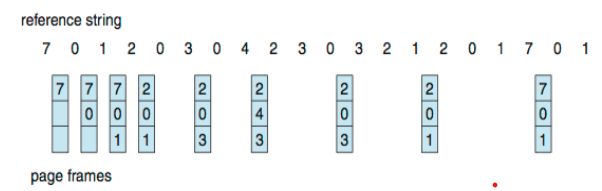 reference string
7 0 1 2 0 3 0 4 2 3 0 3 2 1 2 0 1 7 0 1
7 7 7 2 2 2 2 2 7
0 0 0 0 4 0 0 0
1 1 3 3 3 1 1
page frames